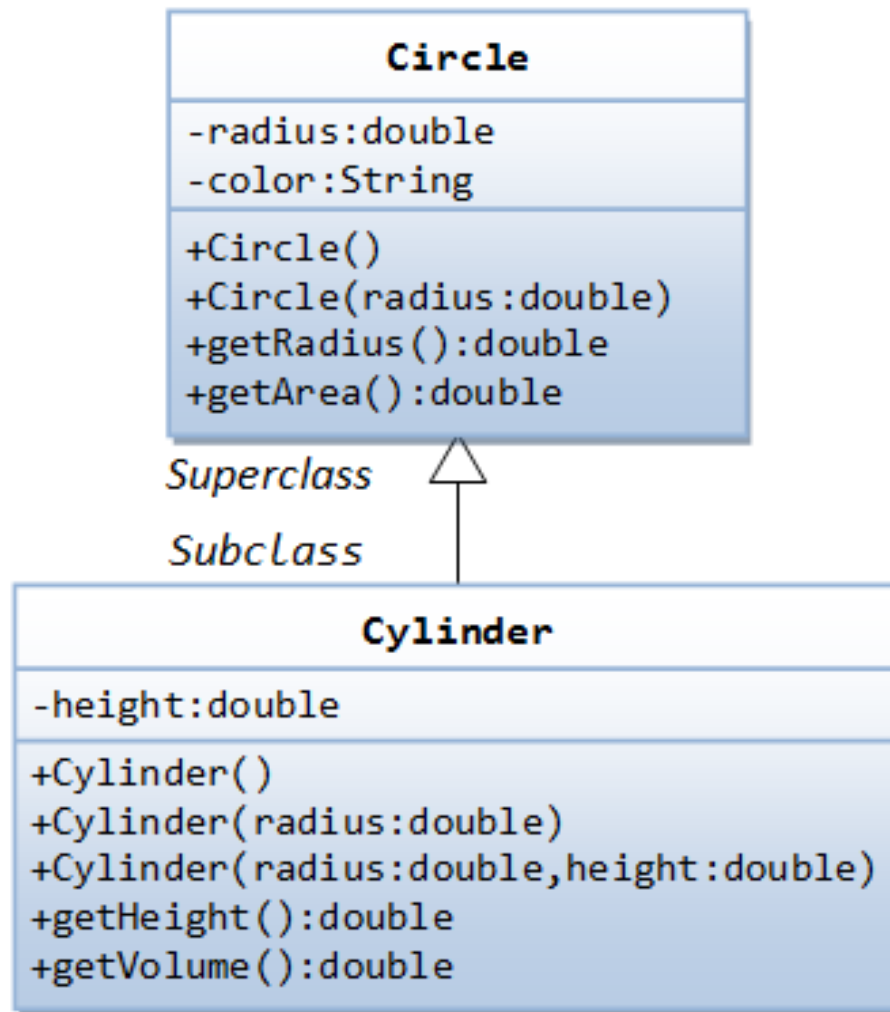 Circle
-radius:double
-color:String
+Circle()
+Circle(radius:double)
+getRadius():double
+getArea():double
Superclass
Subclass
Cylinder
-height:double
+Cylinder()
+Cylinder(radius:double)
+Cylinder(radius:double,height:double)
+getHeight():double
+getVolume():double